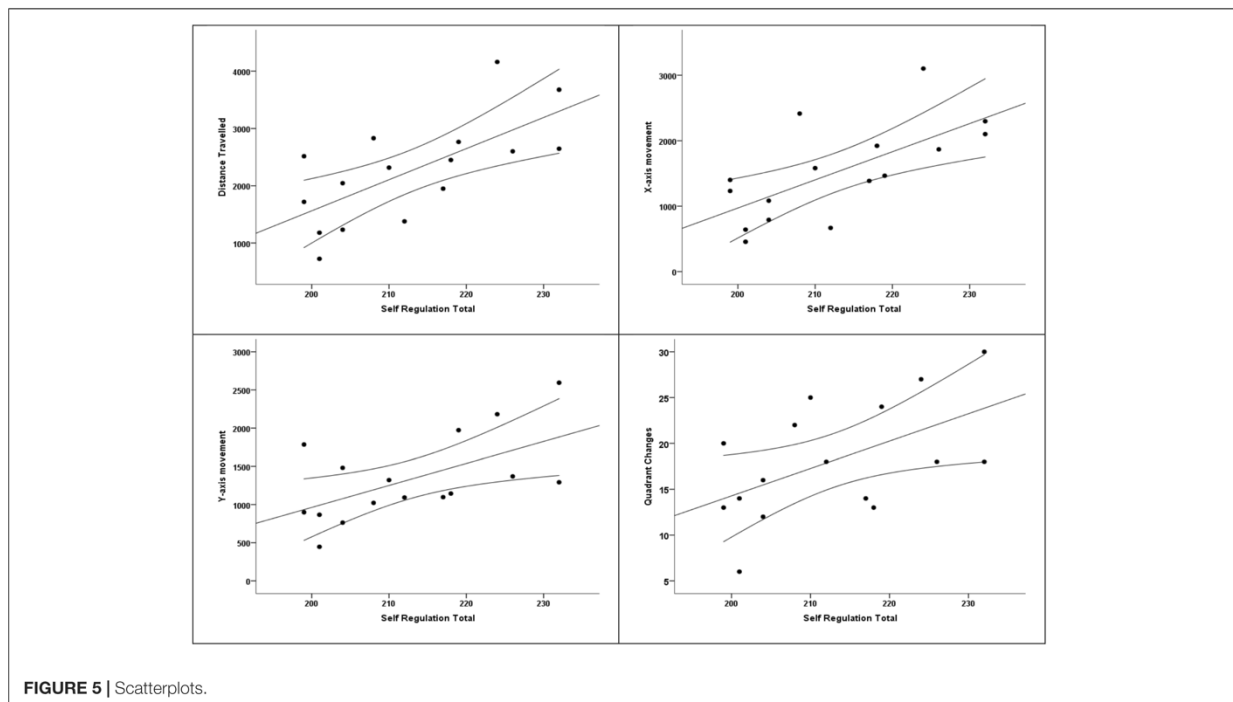 4000
3000
2000
1000
Distance Travelled
200 210 220 230
Self Regulation Total
3000
2000
1000
0
X-axis movement
200 210 220 230
Self Regulation Total
3000
2500
2000
1500
1000
500
0
Y-axis movement
200 210 220 230
Self Regulation Total
30
25
20
15
10
5
Quadrant Changes
200 210 220 230
Self Regulation Total
FIGURE 5 | Scatterplots.